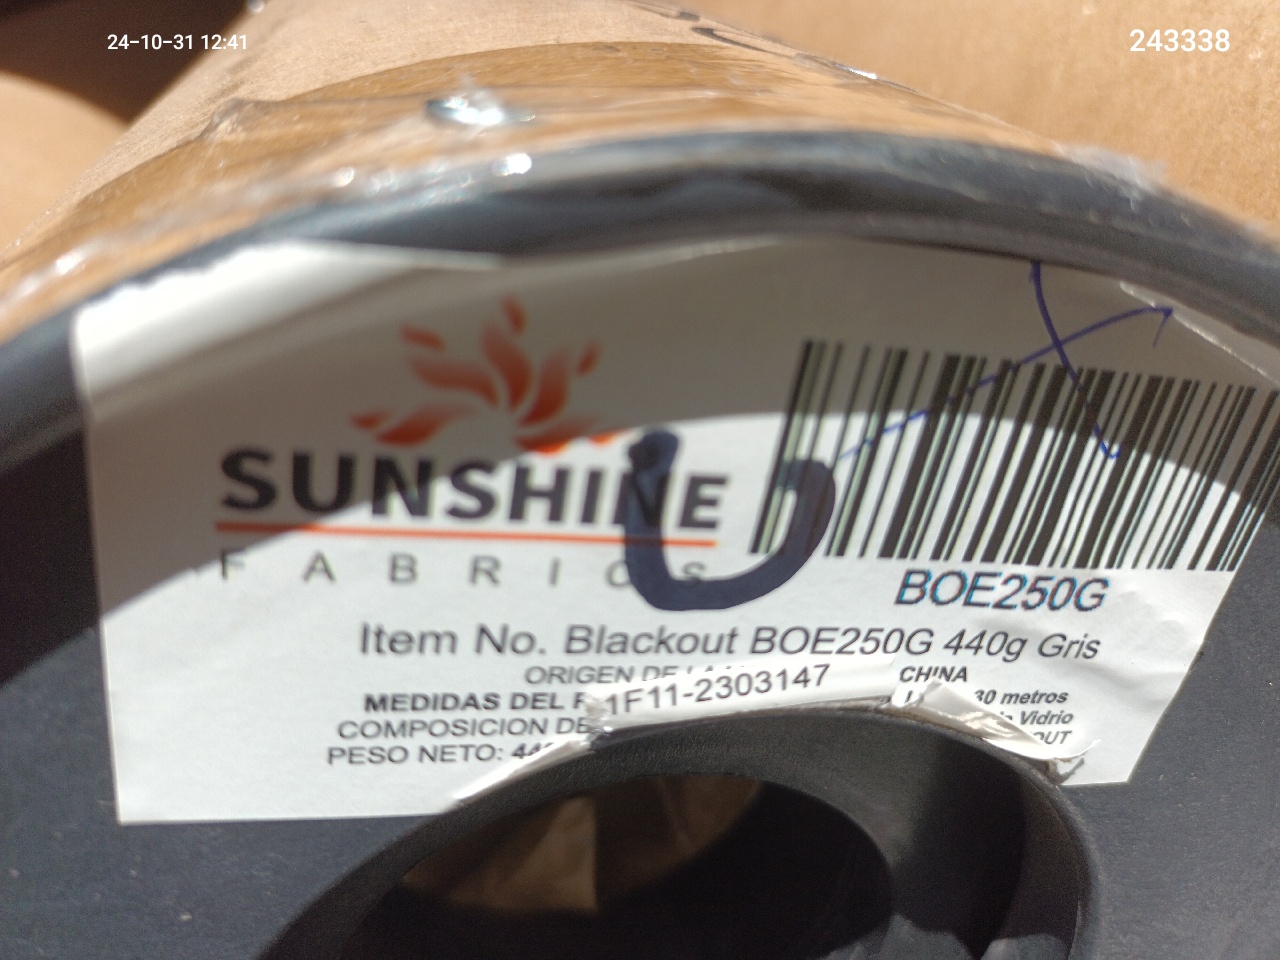 24-10-31 12:41
243338
SUNSHINE
FABRICS
BOE250G
Item No. Blackout BOE250G 440g Gris
ORIGEN DE CHINA
1F11-2303147
MEDIDAS DEL 30 metros
COMPOSICION DE Vidrio
PESO NETO: